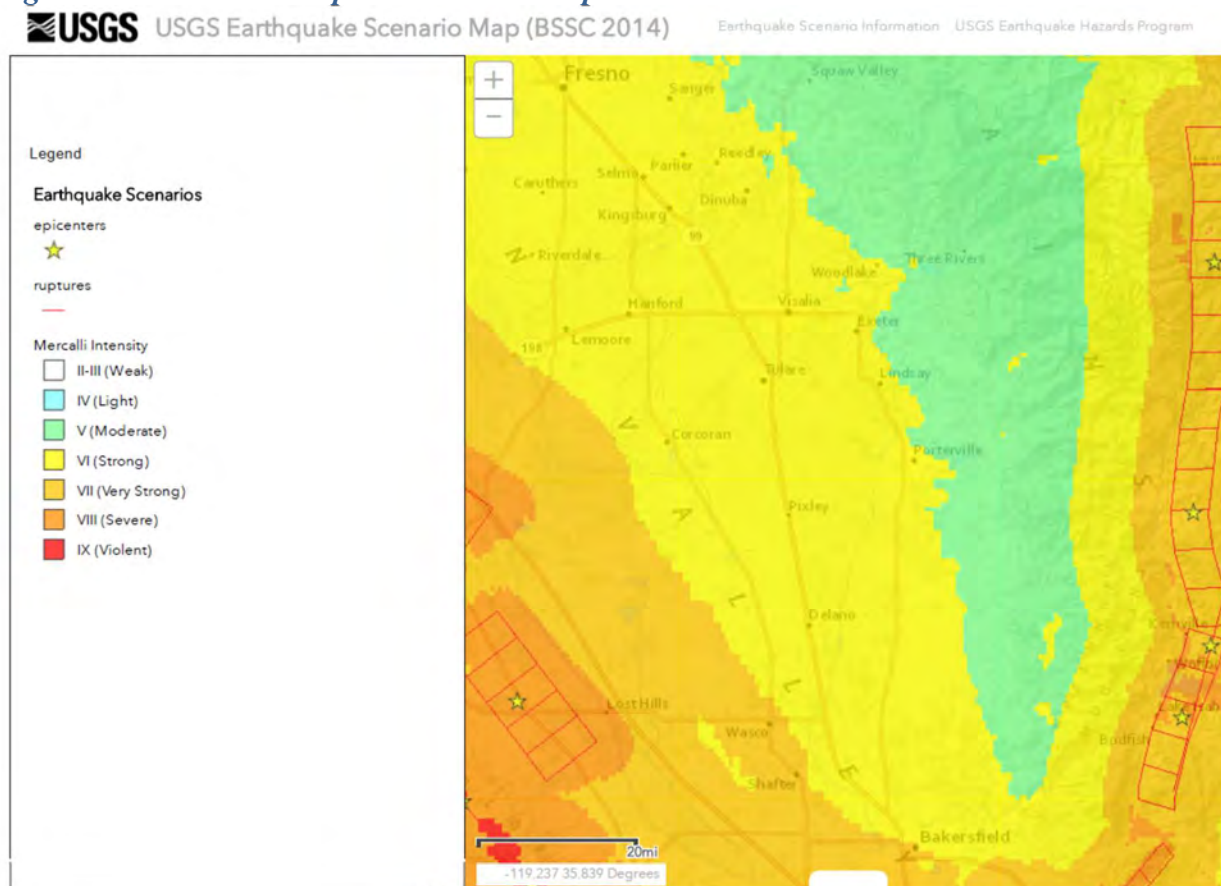 USGS USGS Earthquake Scenario Map (BSSC 2014) Earthquake Scenario Information USGS Earthquake Hazards Program
Legend
Earthquake Scenarios
epicenters
ruptures
Mercalli Intensity
II-III (Weak)
IV (Light)
V (Moderate)
VI (Strong)
VII (Very Strong)
VIII (Severe)
IX (Violent)
+
−
Fresno
Squaw Valley
Sanger
Reedley
Parlier
Selma
Caruthers
Dinuba
Kingsburg
99
Riverdale
Three Rivers
Woodlake
Hanford
Visalia
Exeter
198
Lemoore
Tulare
Lindsay
Corcoran
Porterville
Pixley
Delano
Kernville
Lost Hills
Wasco
Bodfish
Shafter
Bakersfield
V A L L E
20mi
-119.237 35.839 Degrees